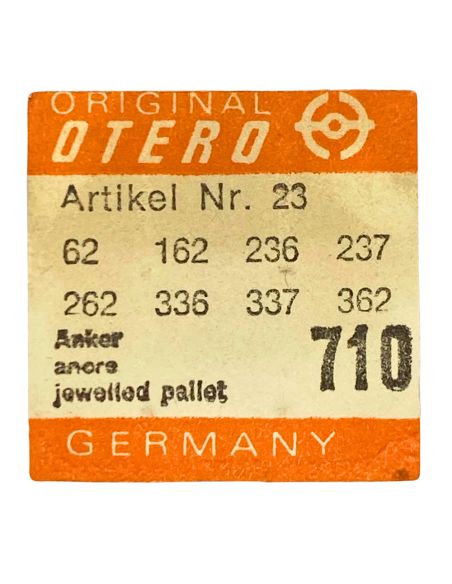 ORIGINAL
OTERO
Artikel Nr. 23
62 162 236 237
262 336 337 362
Anker
ancre
jewelled pallet
710
GERMANY